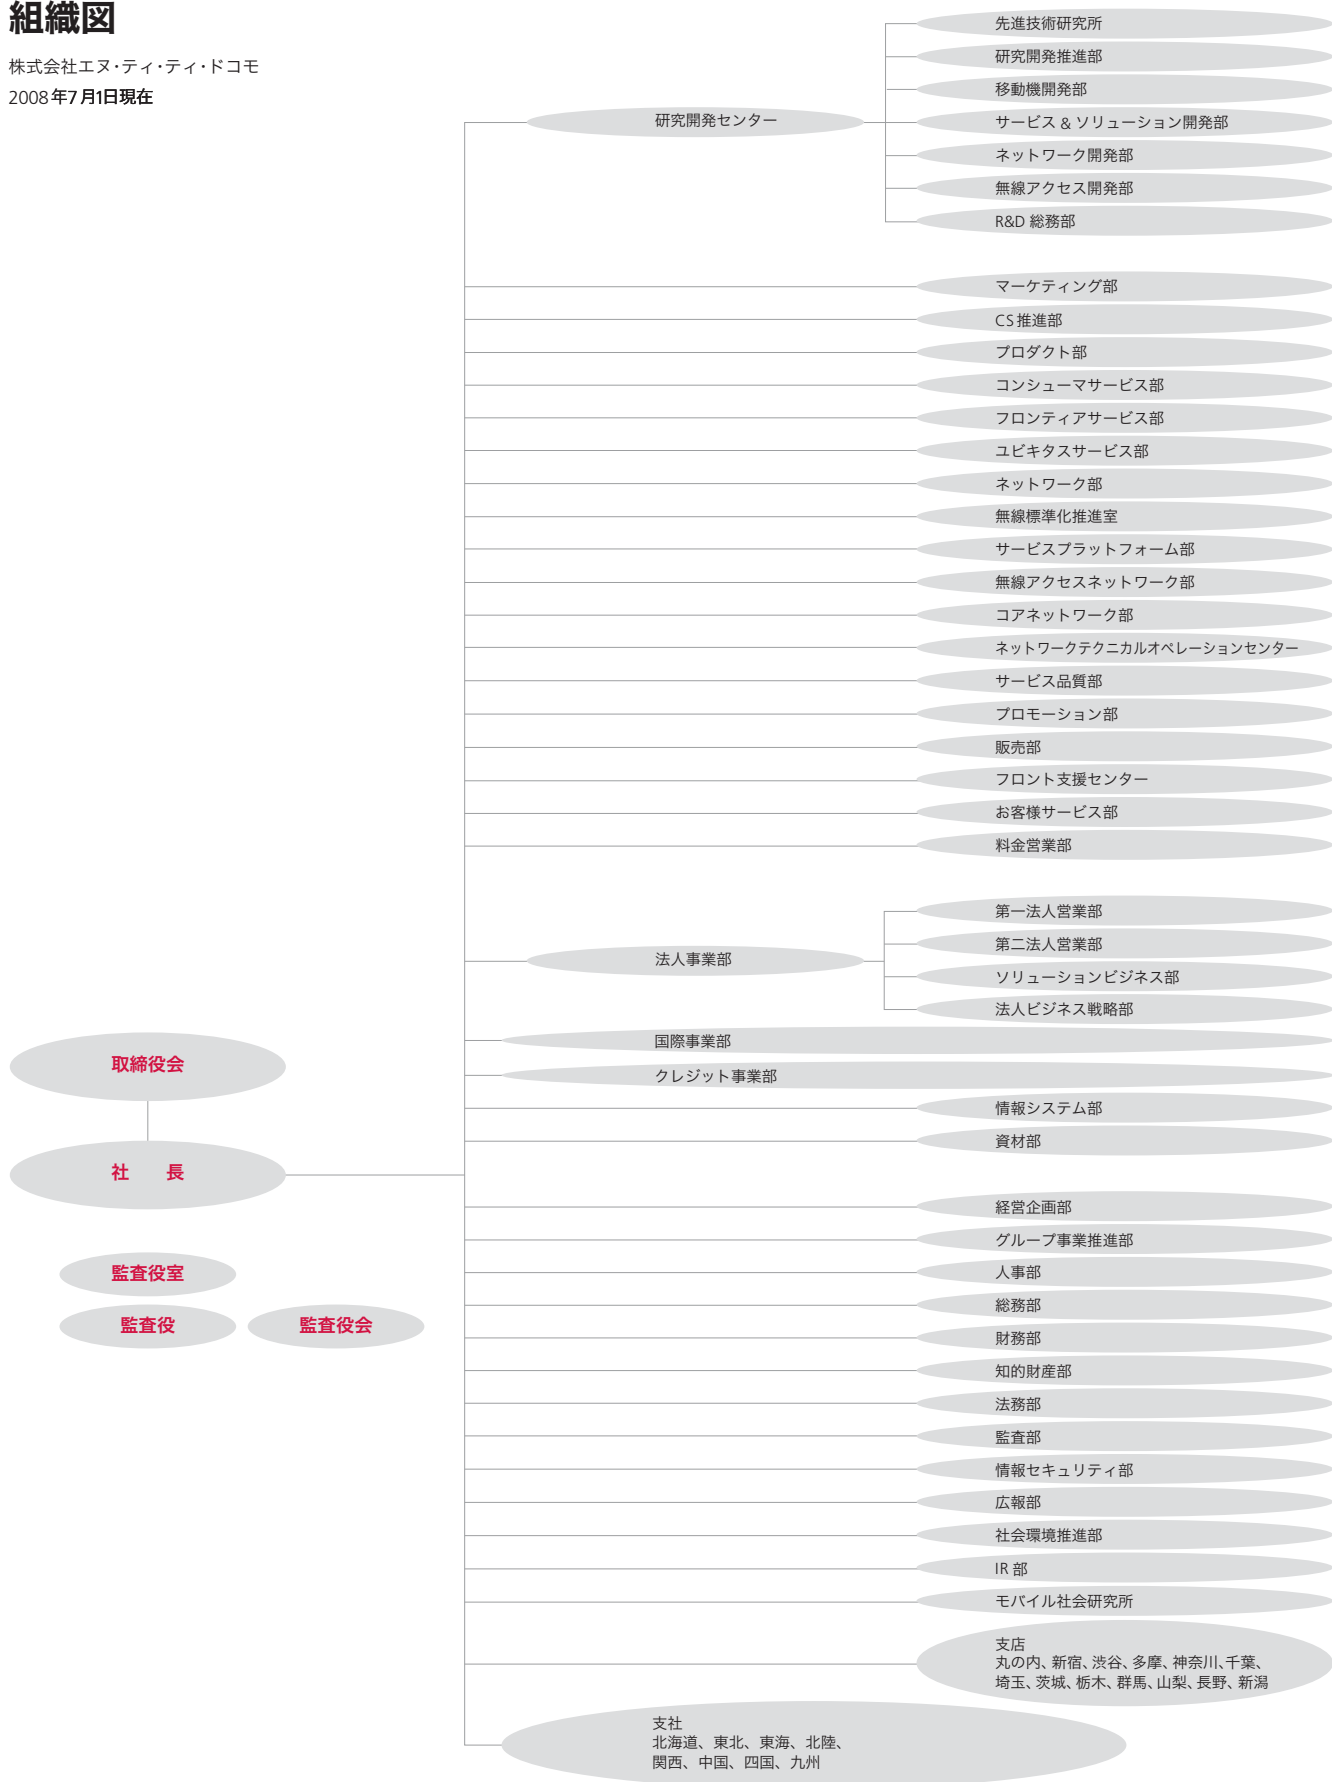 組織図
株式会社エヌ・ティ・ティ・ドコモ
2008年7月1日現在
先進技術研究所
研究開発推進部
移動機開発部
研究開発センター
サービス & ソリューション開発部
ネットワーク開発部
無線アクセス開発部
R&D 総務部
マーケティング部
CS推進部
プロダクト部
コンシューマサービス部
フロンティアサービス部
ユビキタスサービス部
ネットワーク部
無線標準化推進室
サービスプラットフォーム部
無線アクセスネットワーク部
コアネットワーク部
ネットワークテクニカルオペレーションセンター
サービス品質部
プロモーション部
販売部
フロント支援センター
お客様サービス部
料金営業部
第一法人営業部
第二法人営業部
法人事業部
ソリューションビジネス部
法人ビジネス戦略部
国際事業部
取締役会
クレジット事業部
情報システム部
資材部
社　長
経営企画部
グループ事業推進部
人事部
監査役室
総務部
監査役
監査役会
財務部
知的財産部
法務部
監査部
情報セキュリティ部
広報部
社会環境推進部
IR 部
モバイル社会研究所
支店
丸の内、新宿、渋谷、多摩、神奈川、千葉、
埼玉、茨城、栃木、群馬、山梨、長野、新潟
支社
北海道、東北、東海、北陸、
関西、中国、四国、九州